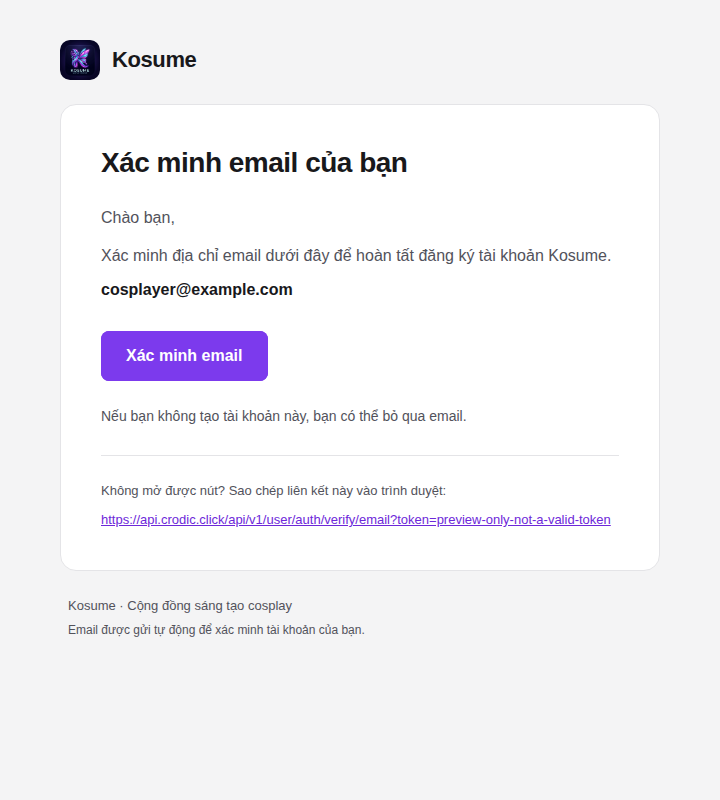 KOSUME
Kosume
Xác minh email của bạn
Chào bạn,
Xác minh địa chỉ email dưới đây để hoàn tất đăng ký tài khoản Kosume.
cosplayer@example.com
Xác minh email
Nếu bạn không tạo tài khoản này, bạn có thể bỏ qua email.
Không mở được nút? Sao chép liên kết này vào trình duyệt:
https://api.crodic.click/api/v1/user/auth/verify/email?token=preview-only-not-a-valid-token
Kosume · Cộng đồng sáng tạo cosplay
Email được gửi tự động để xác minh tài khoản của bạn.